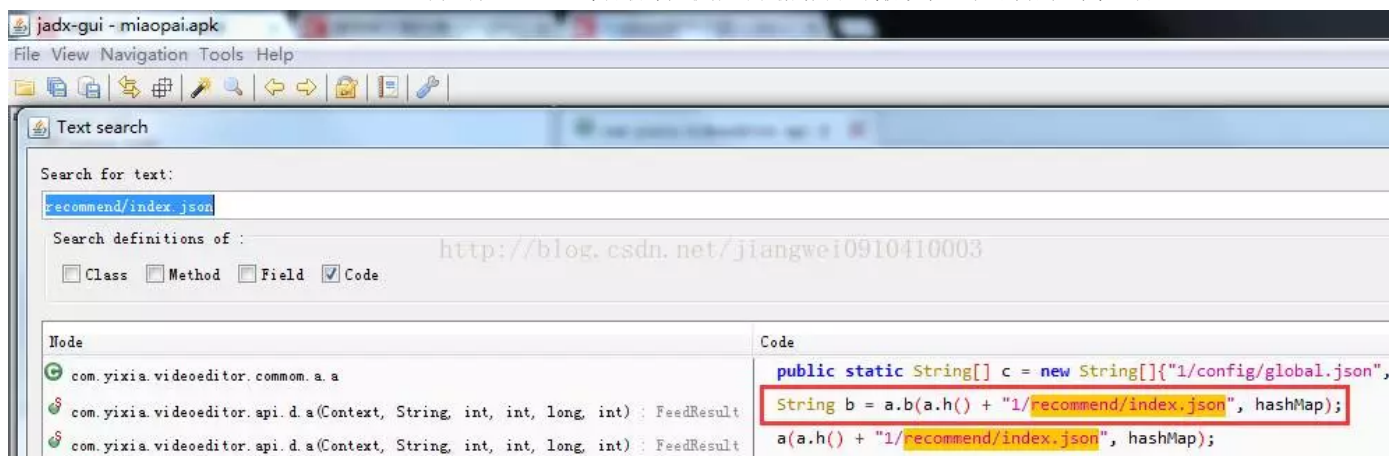 jadx-gui - miaopai.apk
File View Navigation Tools Help
Text search
Search for text:
recommend/index.json
Search definitions of :
http://blog.csdn.net/jiangwei0910410003
Class Method Field Code
Node Code
com.yixia.videoeditor.commom.a.a public static String[] c = new String[]{"1/config/global.json",
com.yixia.videoeditor.api.d.a(Context, String, int, int, long, int) : FeedResult String b = a.b(a.h() + "1/recommend/index.json", hashMap);
com.yixia.videoeditor.api.d.a(Context, String, int, int, long, int) : FeedResult a(a.h() + "1/recommend/index.json", hashMap);